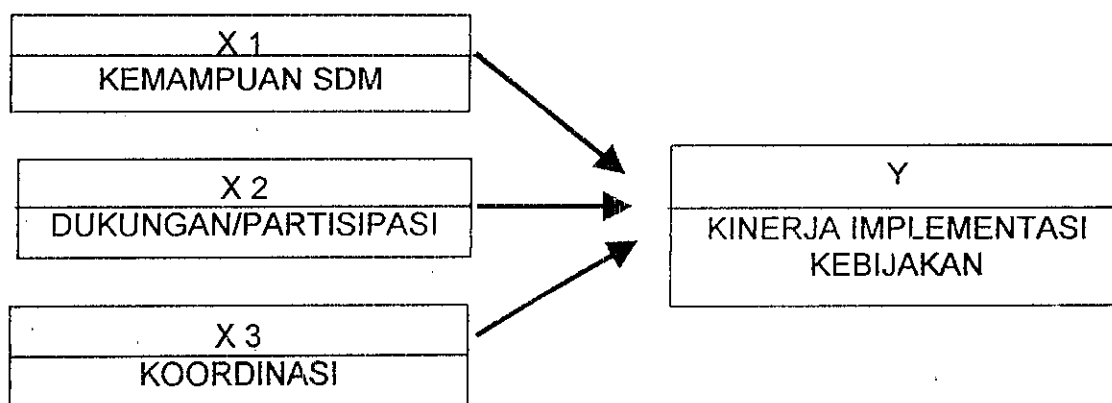 X 1
KEMAMPUAN SDM
X 2
DUKUNGAN/PARTISIPASI
X 3
KOORDINASI
Y
KINERJA IMPLEMENTASI
KEBIJAKAN